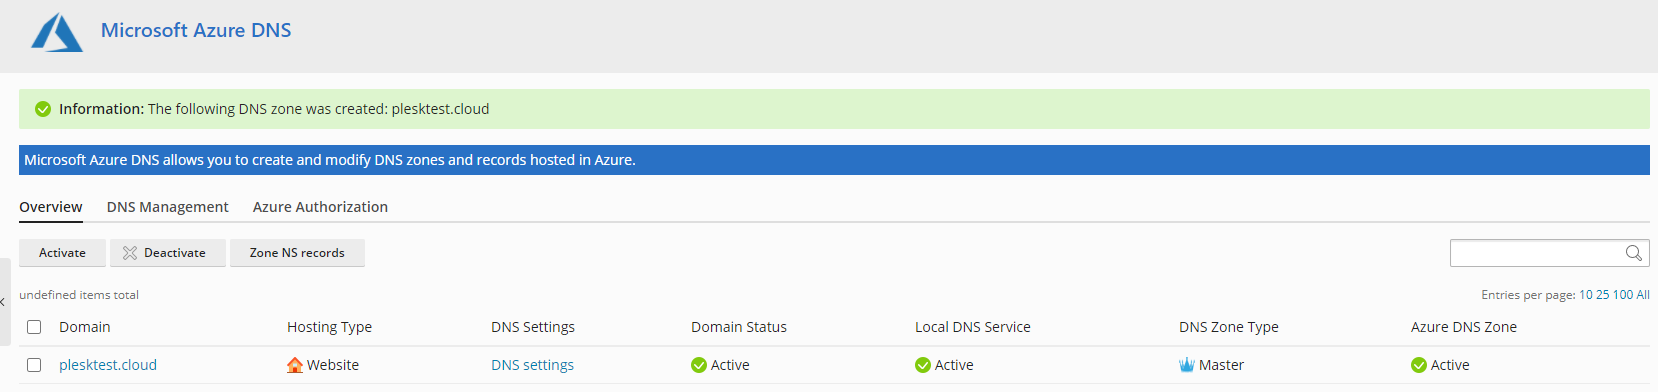 Microsoft Azure DNS
Information: The following DNS zone was created: plesktest.cloud
Microsoft Azure DNS allows you to create and modify DNS zones and records hosted in Azure.
Overview DNS Management Azure Authorization
Activate Deactivate Zone NS records
undefined items total Entries per page: 10 25 100 All
Domain Hosting Type DNS Settings Domain Status Local DNS Service DNS Zone Type Azure DNS Zone
plesktest.cloud Website DNS settings Active Active Master Active